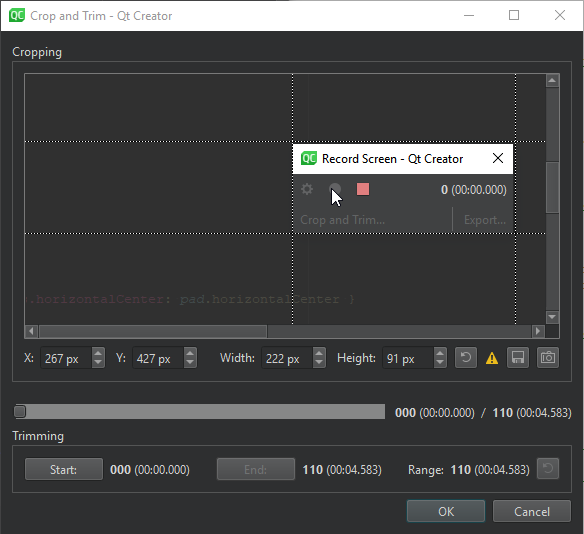 QC Crop and Trim - Qt Creator
Cropping
QC Record Screen - Qt Creator
0 (00:00.000)
Crop and Trim... Export...
.horizontalCenter: pad.horizontalCenter }
X: 267 px Y: 427 px Width: 222 px Height: 91 px
000 (00:00.000) / 110 (00:04.583)
Trimming
Start: 000 (00:00.000) End: 110 (00:04.583) Range: 110 (00:04.583)
OK Cancel